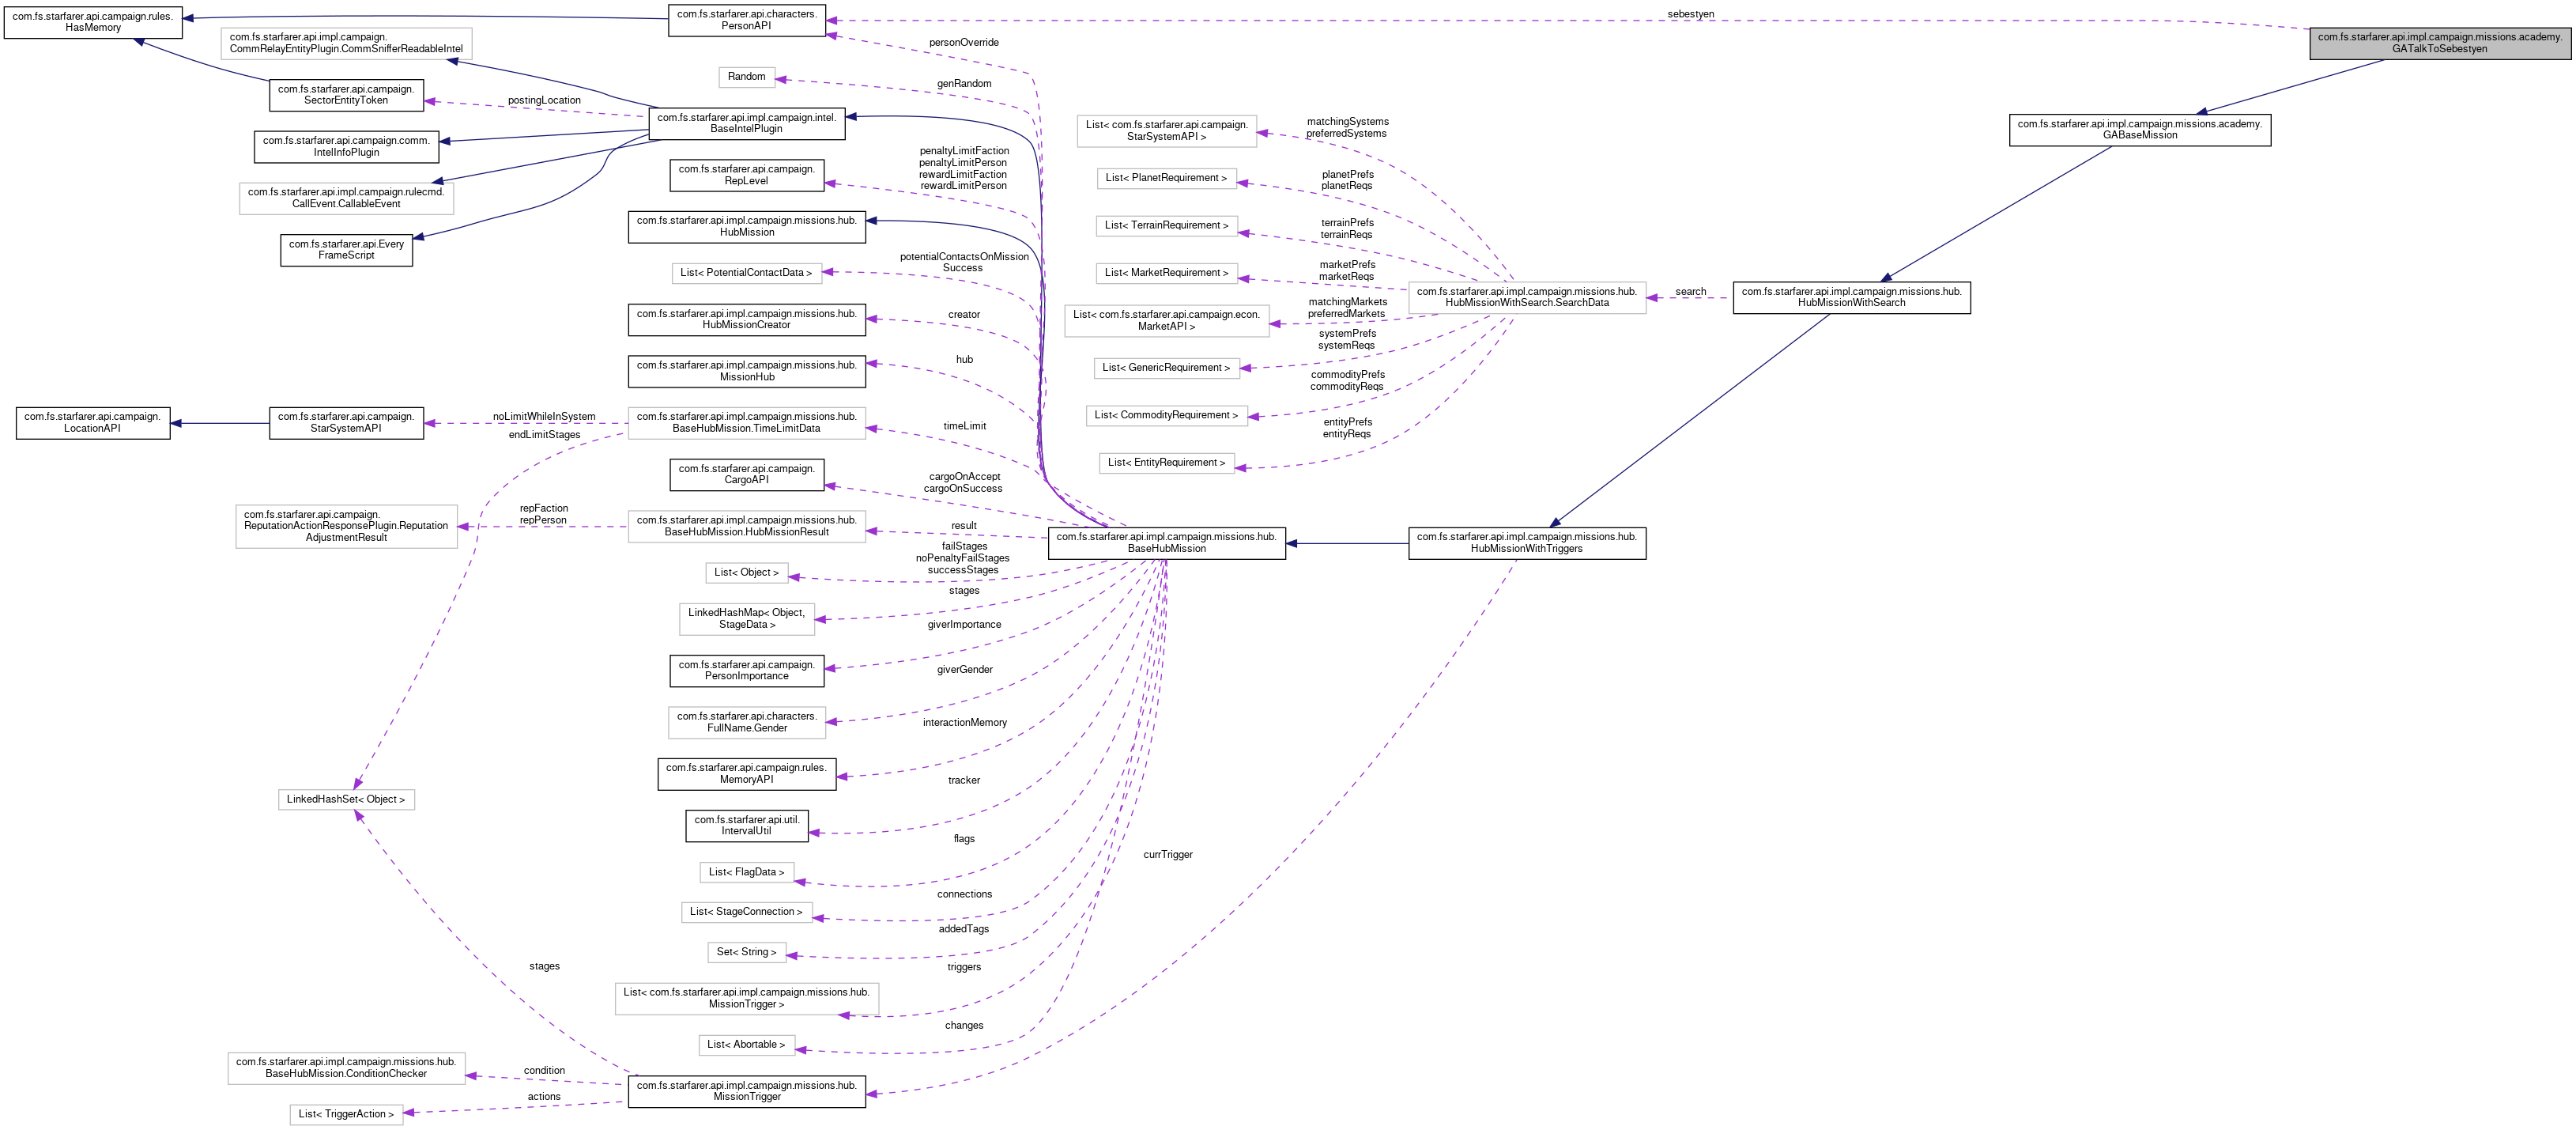 com.fs.starfarer.api.campaign.rules.
HasMemory
com.fs.starfarer.api.impl.campaign.
CommRelayEntityPlugin.CommSnifferReadableIntel
com.fs.starfarer.api.campaign.
SectorEntityToken
com.fs.starfarer.api.campaign.comm.
IntelInfoPlugin
com.fs.starfarer.api.impl.campaign.rulecmd.
CallEvent.CallableEvent
com.fs.starfarer.api.Every
FrameScript
com.fs.starfarer.api.campaign.
LocationAPI
com.fs.starfarer.api.campaign.
StarSystemAPI
com.fs.starfarer.api.campaign.
ReputationActionResponsePlugin.Reputation
AdjustmentResult
LinkedHashSet< Object >
com.fs.starfarer.api.impl.campaign.missions.hub.
BaseHubMission.ConditionChecker
List< TriggerAction >
postingLocation
noLimitWhileInSystem
endLimitStages
repFaction
repPerson
stages
condition
actions
com.fs.starfarer.api.characters.
PersonAPI
Random
com.fs.starfarer.api.impl.campaign.intel.
BaseIntelPlugin
com.fs.starfarer.api.campaign.
RepLevel
com.fs.starfarer.api.impl.campaign.missions.hub.
HubMission
List< PotentialContactData >
com.fs.starfarer.api.impl.campaign.missions.hub.
HubMissionCreator
com.fs.starfarer.api.impl.campaign.missions.hub.
MissionHub
com.fs.starfarer.api.impl.campaign.missions.hub.
BaseHubMission.TimeLimitData
com.fs.starfarer.api.campaign.
CargoAPI
com.fs.starfarer.api.impl.campaign.missions.hub.
BaseHubMission.HubMissionResult
List< Object >
LinkedHashMap< Object,
StageData >
com.fs.starfarer.api.campaign.
PersonImportance
com.fs.starfarer.api.characters.
FullName.Gender
com.fs.starfarer.api.campaign.rules.
MemoryAPI
com.fs.starfarer.api.util.
IntervalUtil
List< FlagData >
List< StageConnection >
Set< String >
List< com.fs.starfarer.api.impl.campaign.missions.hub.
MissionTrigger >
List< Abortable >
com.fs.starfarer.api.impl.campaign.missions.hub.
MissionTrigger
personOverride
genRandom
penaltyLimitFaction
penaltyLimitPerson
rewardLimitFaction
rewardLimitPerson
potentialContactsOnMission
Success
creator
hub
timeLimit
cargoOnAccept
cargoOnSuccess
result
failStages
noPenaltyFailStages
successStages
stages
giverImportance
giverGender
interactionMemory
tracker
flags
connections
addedTags
triggers
changes
List< com.fs.starfarer.api.campaign.
StarSystemAPI >
List< PlanetRequirement >
List< TerrainRequirement >
List< MarketRequirement >
List< com.fs.starfarer.api.campaign.econ.
MarketAPI >
List< GenericRequirement >
List< CommodityRequirement >
List< EntityRequirement >
com.fs.starfarer.api.impl.campaign.missions.hub.
BaseHubMission
currTrigger
matchingSystems
preferredSystems
planetPrefs
planetReqs
terrainPrefs
terrainReqs
marketPrefs
marketReqs
matchingMarkets
preferredMarkets
systemPrefs
systemReqs
commodityPrefs
commodityReqs
entityPrefs
entityReqs
com.fs.starfarer.api.impl.campaign.missions.hub.
HubMissionWithSearch.SearchData
com.fs.starfarer.api.impl.campaign.missions.hub.
HubMissionWithTriggers
sebestyen
search
com.fs.starfarer.api.impl.campaign.missions.hub.
HubMissionWithSearch
com.fs.starfarer.api.impl.campaign.missions.academy.
GABaseMission
com.fs.starfarer.api.impl.campaign.missions.academy.
GATalkToSebestyen